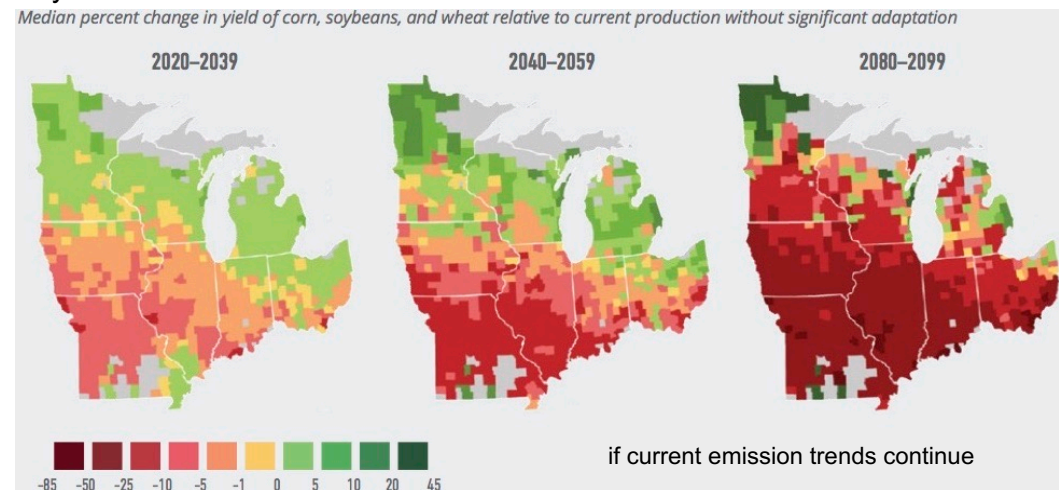 Median percent change in yield of corn, soybeans, and wheat relative to current production without significant adaptation
2020–2039 2040–2059 2080–2099
if current emission trends continue
-85 -50 -25 -10 -5 -1 0 5 10 20 45